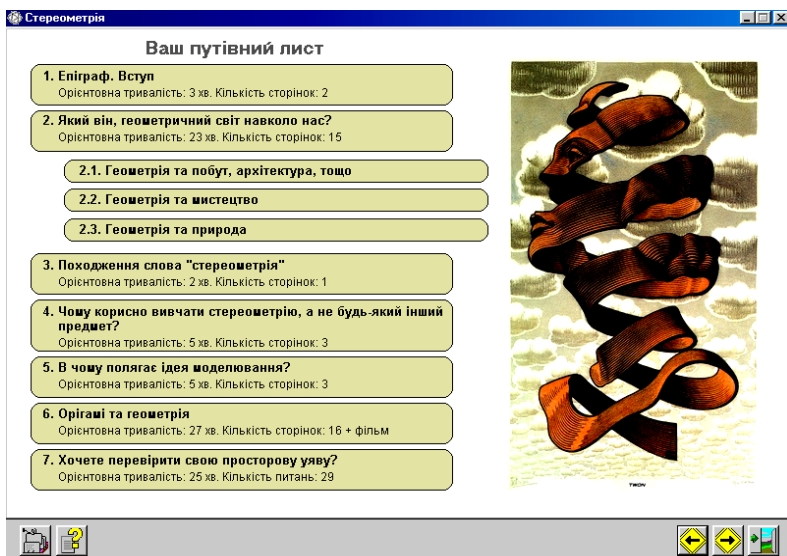 Стереометрія
Ваш путівний лист
1. Епіграф. Вступ
Орієнтовна тривалість: 3 хв. Кількість сторінок: 2
2. Який він, геометричний світ навколо нас?
Орієнтовна тривалість: 23 хв. Кількість сторінок: 15
2.1. Геометрія та побут, архітектура, тощо
2.2. Геометрія та мистецтво
2.3. Геометрія та природа
3. Походження слова "стереометрія"
Орієнтовна тривалість: 2 хв. Кількість сторінок: 1
4. Чому корисно вивчати стереометрію, а не будь-який інший
предмет?
Орієнтовна тривалість: 5 хв. Кількість сторінок: 3
5. В чому полягає ідея моделювання?
Орієнтовна тривалість: 5 хв. Кількість сторінок: 3
6. Орігамі та геометрія
Орієнтовна тривалість: 27 хв. Кількість сторінок: 16 + фільм
7. Хочете перевірити свою просторову уяву?
Орієнтовна тривалість: 25 хв. Кількість питань: 29